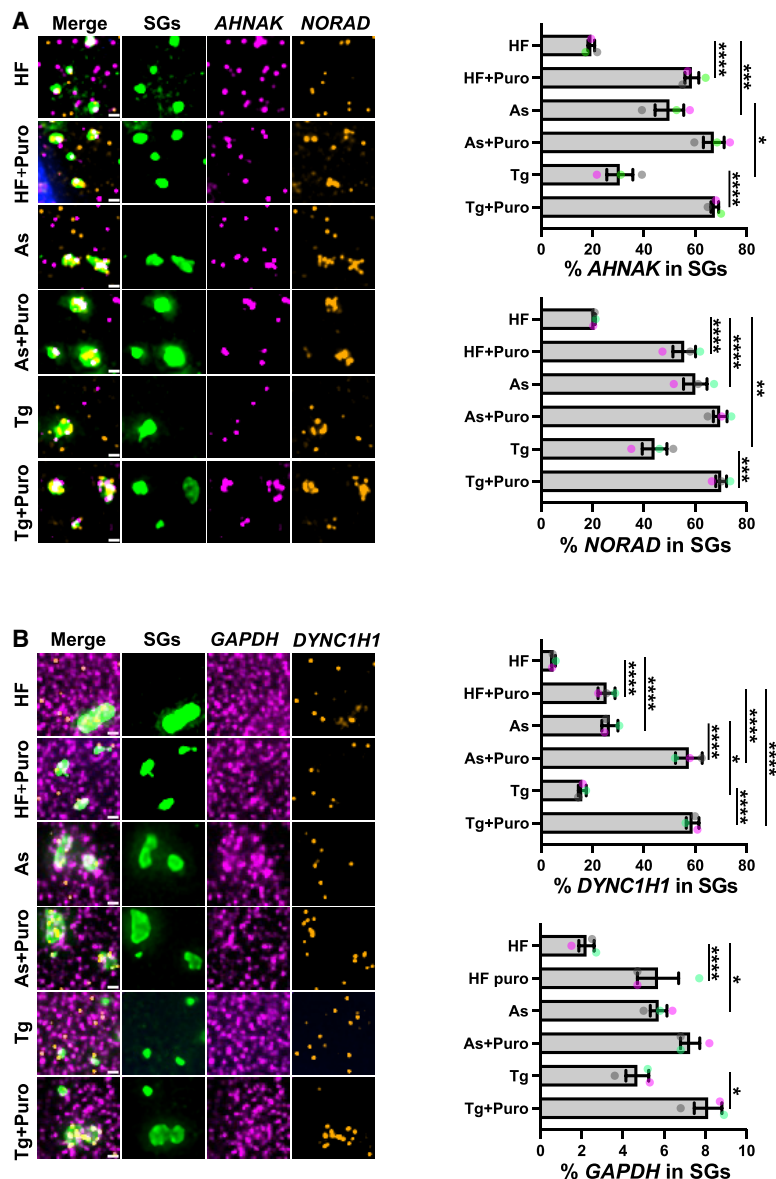 A
Merge SGs AHNAK NORAD
HF
HF+Puro
As
As+Puro
Tg
Tg+Puro
HF
HF+Puro
As
As+Puro
Tg
Tg+Puro
****
***
*
****
0 20 40 60 80
% AHNAK in SGs
HF
HF+Puro
As
As+Puro
Tg
Tg+Puro
****
****
**
***
0 20 40 60 80
% NORAD in SGs
B
Merge SGs GAPDH DYNC1H1
HF
HF+Puro
As
As+Puro
Tg
Tg+Puro
HF
HF+Puro
As
As+Puro
Tg
Tg+Puro
****
****
****
*
****
****
****
0 20 40 60 80
% DYNC1H1 in SGs
HF
HF puro
As
As+Puro
Tg
Tg+Puro
****
*
*
0 2 4 6 8 10
% GAPDH in SGs